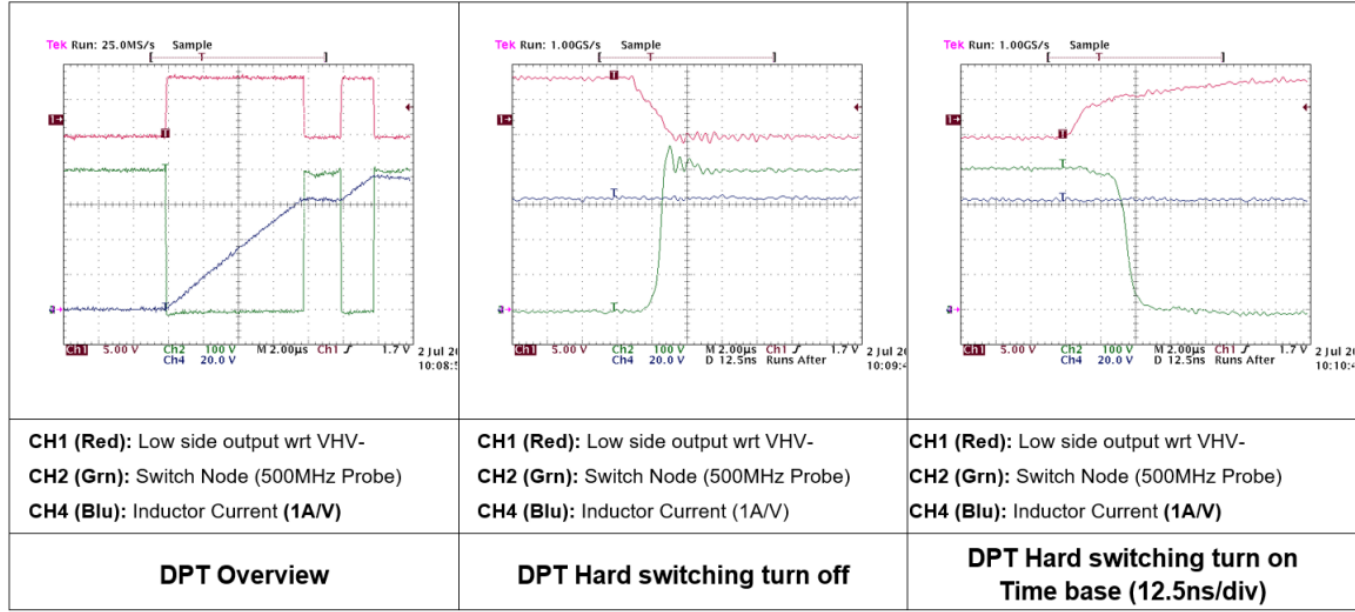 Tek Run: 25.0MS/s Sample
T
1→
T
T
T
Ch1 5.00 V Ch2 100 V M 2.00µs Ch1 ∫ 1.7 V 2 Jul 20
Ch4 20.0 V 10:08:5
Tek Run: 1.00GS/s Sample
T
T
1→
T
T
Ch1 5.00 V Ch2 100 V M 2.00µs Ch1 ∫ 1.7 V 2 Jul 20
Ch4 20.0 V D 12.5ns Runs After 10:09:4
Tek Run: 1.00GS/s Sample
T
1→
T
T
T
Ch1 5.00 V Ch2 100 V M 2.00µs Ch1 ∫ 1.7 V 2 Jul 20
Ch4 20.0 V D 12.5ns Runs After 10:10:4
CH1 (Red): Low side output wrt VHV-
CH2 (Grn): Switch Node (500MHz Probe)
CH4 (Blu): Inductor Current (1A/V)
CH1 (Red): Low side output wrt VHV-
CH2 (Grn): Switch Node (500MHz Probe)
CH4 (Blu): Inductor Current (1A/V)
CH1 (Red): Low side output wrt VHV-
CH2 (Grn): Switch Node (500MHz Probe)
CH4 (Blu): Inductor Current (1A/V)
DPT Overview
DPT Hard switching turn off
DPT Hard switching turn on
Time base (12.5ns/div)